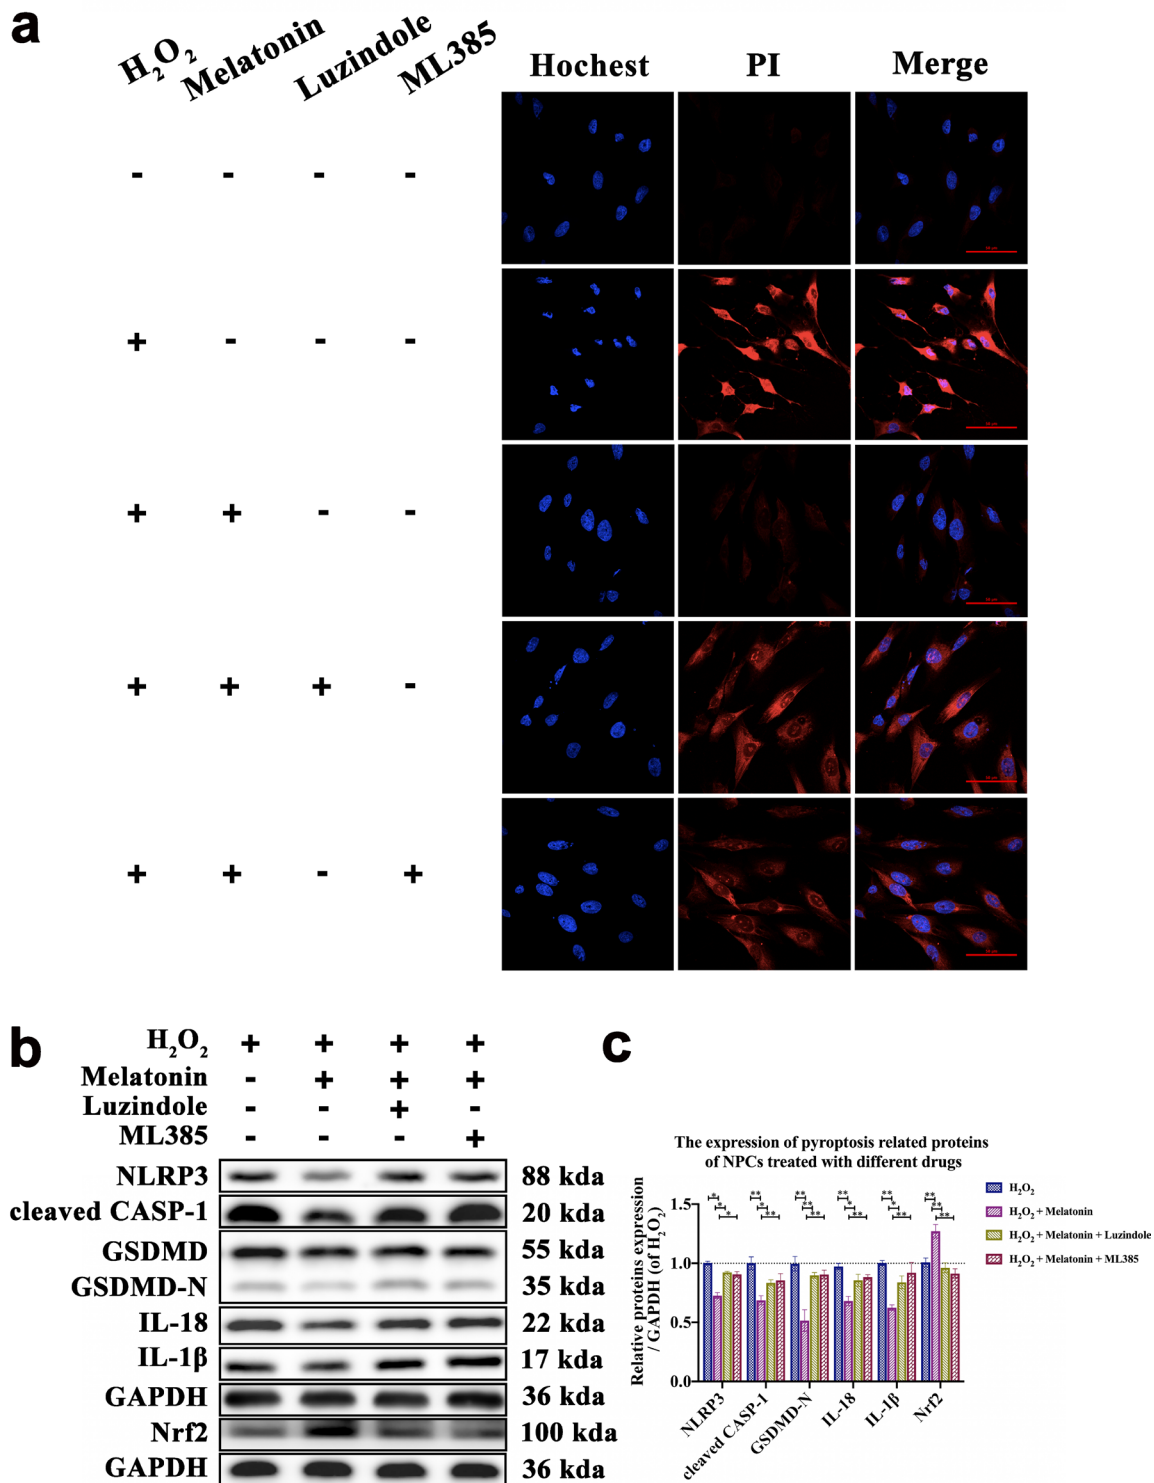 a
H₂O₂ Melatonin Luzindole ML385
Hochest PI Merge
- - - -
+ - - -
+ + - -
+ + + -
+ + - +
b
H₂O₂ + + + +
Melatonin - + + +
Luzindole - - + -
ML385 - - - +
NLRP3 88 kda
cleaved CASP-1 20 kda
GSDMD 55 kda
GSDMD-N 35 kda
IL-18 22 kda
IL-1β 17 kda
GAPDH 36 kda
Nrf2 100 kda
GAPDH 36 kda
c
The expression of pyroptosis related proteins
of NPCs treated with different drugs
Relative proteins expression
/ GAPDH (of H₂O₂)
1.5
1.0
0.5
0.0
* * *
** * **
** ** **
** * **
** * **
** ** **
NLRP3
cleaved CASP-1
GSDMD-N
IL-18
IL-1β
Nrf2
H₂O₂
H₂O₂ + Melatonin
H₂O₂ + Melatonin + Luzindole
H₂O₂ + Melatonin + ML385